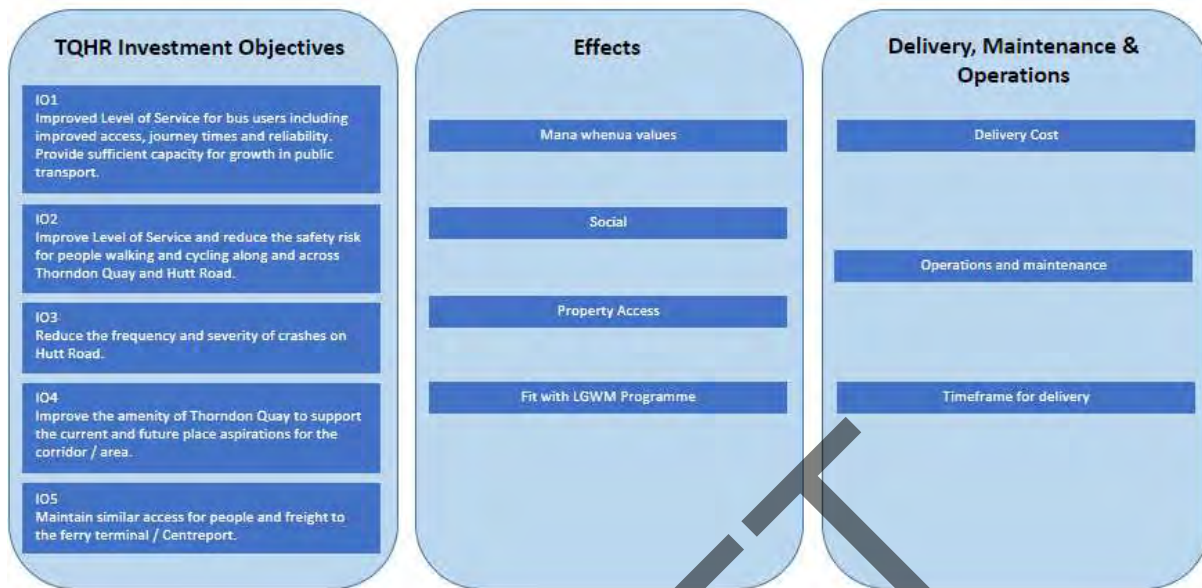 TQHR Investment Objectives
IO1
Improved Level of Service for bus users including
improved access, journey times and reliability.
Provide sufficient capacity for growth in public
transport.
IO2
Improve Level of Service and reduce the safety risk
for people walking and cycling along and across
Thorndon Quay and Hutt Road.
IO3
Reduce the frequency and severity of crashes on
Hutt Road.
IO4
Improve the amenity of Thorndon Quay to support
the current and future place aspirations for the
corridor / area.
IO5
Maintain similar access for people and freight to
the ferry terminal / Centreport.
Effects
Mana whenua values
Social
Property Access
Fit with LGWM Programme
Delivery, Maintenance &
Operations
Delivery Cost
Operations and maintenance
Timeframe for delivery